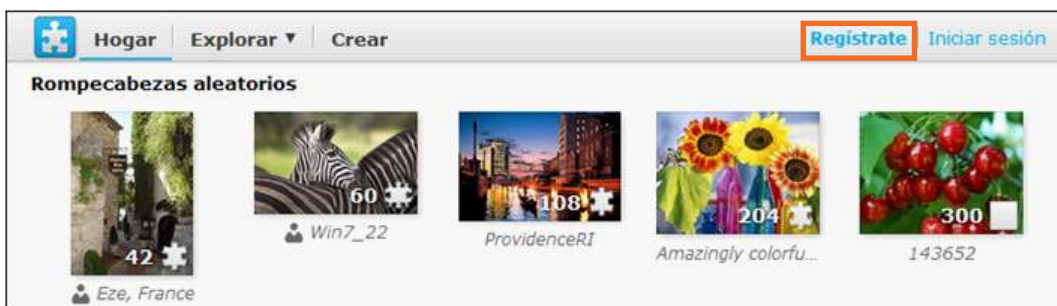 Hogar Explorar ▼ Crear Regístrate Iniciar sesión
Rompecabezas aleatorios
42 60 108 204 300
Eze, France Win7_22 ProvidenceRI Amazingly colorfu... 143652